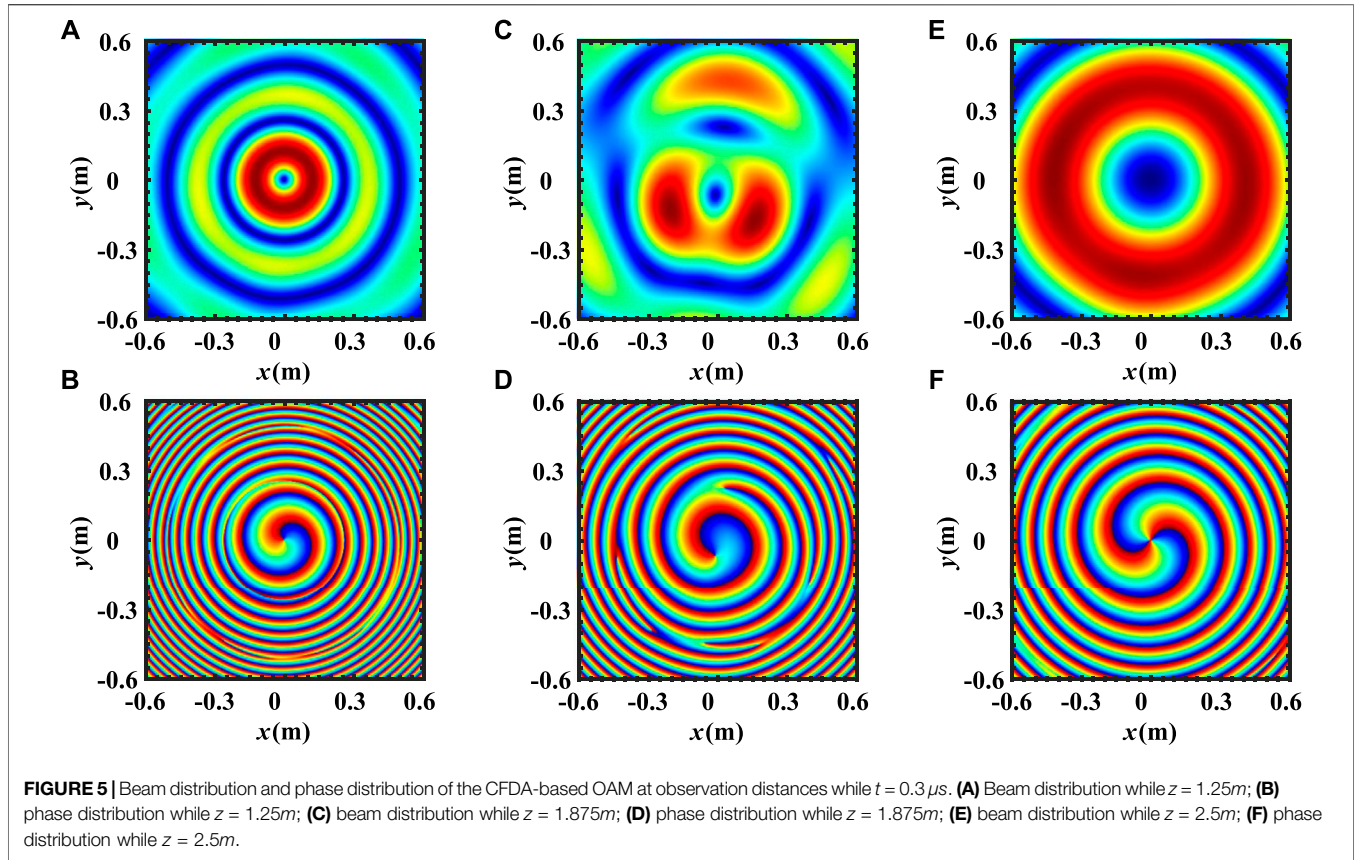 A
C
E
0.6
0.3
0
-0.3
-0.6
y(m)
-0.6
-0.3
0
0.3
0.6
x(m)
0.6
0.3
0
-0.3
-0.6
y(m)
-0.6
-0.3
0
0.3
0.6
x(m)
0.6
0.3
0
-0.3
-0.6
y(m)
-0.6
-0.3
0
0.3
0.6
x(m)
B
D
F
0.6
0.3
0
-0.3
-0.6
y(m)
-0.6
-0.3
0
0.3
0.6
x(m)
0.6
0.3
0
-0.3
-0.6
y(m)
-0.6
-0.3
0
0.3
0.6
x(m)
0.6
0.3
0
-0.3
-0.6
y(m)
-0.6
-0.3
0
0.3
0.6
x(m)
FIGURE 5 | Beam distribution and phase distribution of the CFDA-based OAM at observation distances while t = 0.3 μs. (A) Beam distribution while z = 1.25m; (B)
phase distribution while z = 1.25m; (C) beam distribution while z = 1.875m; (D) phase distribution while z = 1.875m; (E) beam distribution while z = 2.5m; (F) phase
distribution while z = 2.5m.